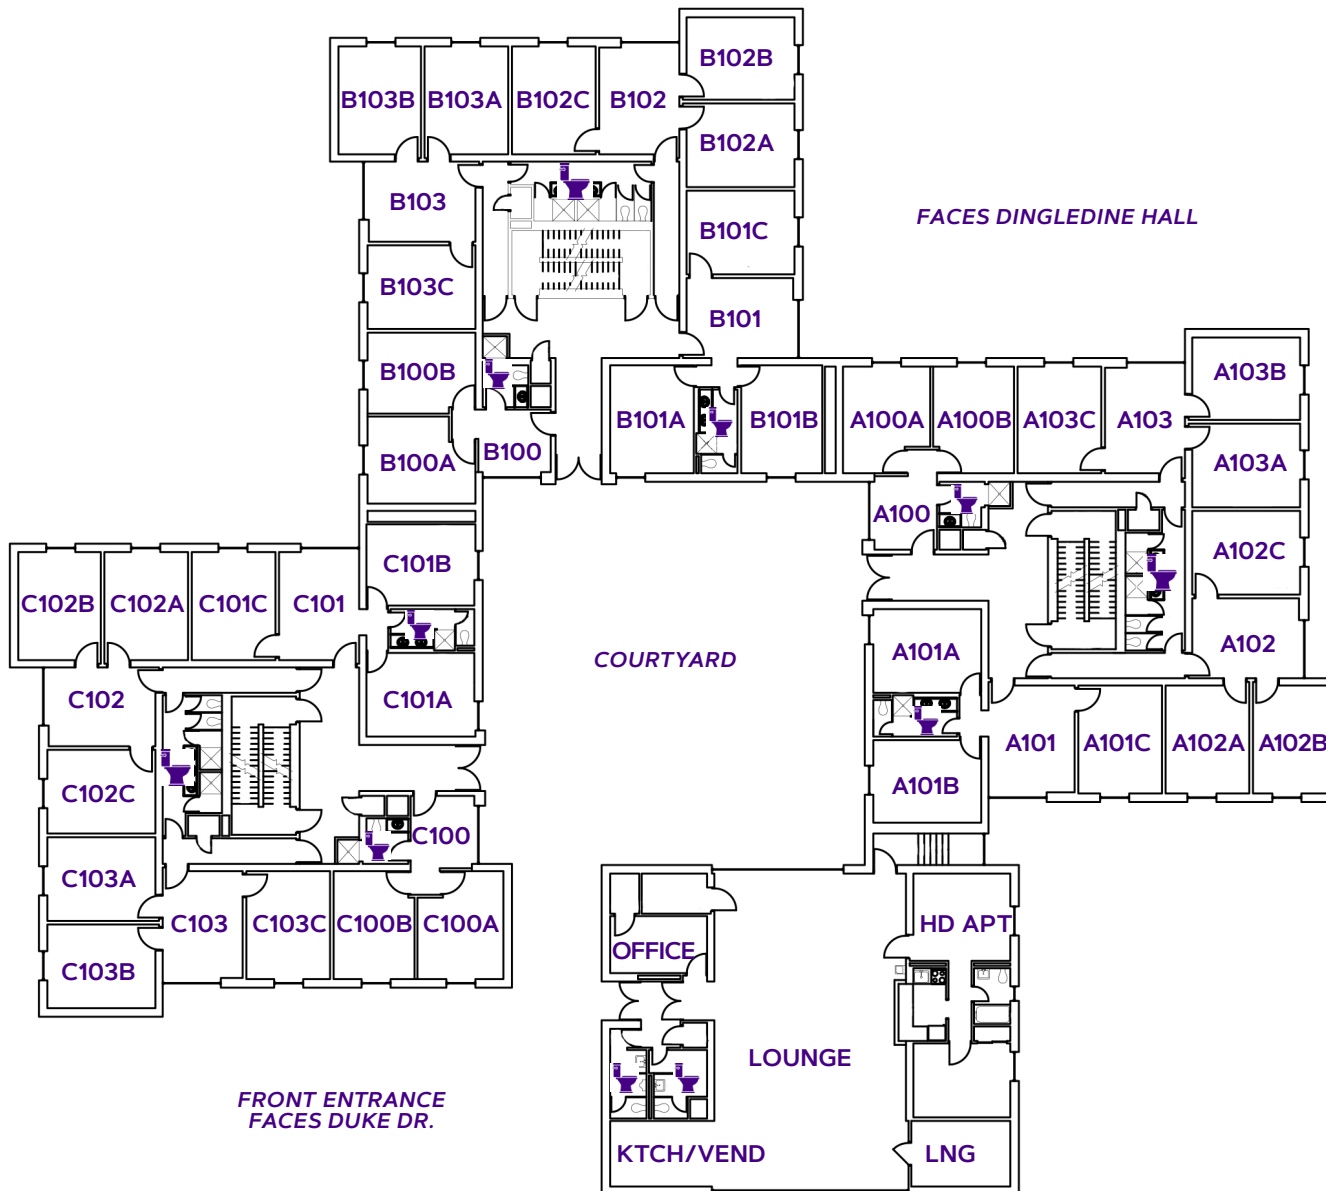 B102B
B103B
B103A
B102C
B102
B102A
B103
B101C
FACES DINGLEDINE HALL
B103C
B101
B100B
A103B
B101A
B101B
A100A
A100B
A103C
A103
B100
B100A
A103A
A100
C101B
A102C
C102B
C102A
C101C
C101
A101A
A102
COURTYARD
C102
C101A
A101
A101C
A102A
A102B
C102C
A101B
C100
C103A
C103
C103C
C100B
C100A
HD APT
OFFICE
C103B
LOUNGE
FRONT ENTRANCE
FACES DUKE DR.
KTCH/VEND
LNG